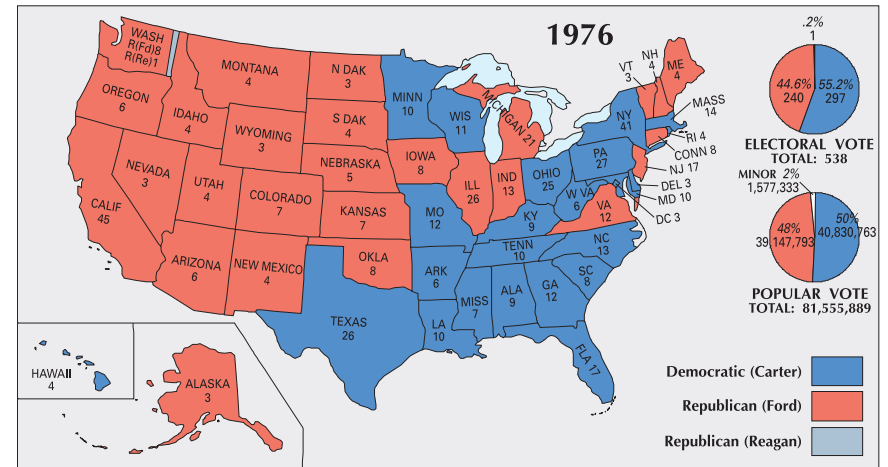 1976
WASH
R(Fd)8
R(Re)1
OREGON
6
CALIF
45
NEVADA
3
IDAHO
4
MONTANA
4
WYOMING
3
UTAH
4
ARIZONA
6
COLORADO
7
NEW MEXICO
4
N DAK
3
S DAK
4
NEBRASKA
5
KANSAS
7
OKLA
8
TEXAS
26
MINN
10
IOWA
8
MO
12
ARK
6
LA
10
WIS
11
ILL
26
MICHIGAN 21
IND
13
OHIO
25
KY
9
TENN
10
MISS
7
ALA
9
GA
12
FLA 17
SC
8
NC
13
VA
12
W VA
6
PA
27
NY
41
VT
3
NH
4
ME
4
MASS
14
RI 4
CONN 8
NJ 17
DEL 3
MD 10
DC 3
HAWAII
4
ALASKA
3
.2%
1
44.6%
240
55.2%
297
ELECTORAL VOTE
TOTAL: 538
MINOR 2%
1,577,333
48%
39,147,793
50%
40,830,763
POPULAR VOTE
TOTAL: 81,555,889
Democratic (Carter)
Republican (Ford)
Republican (Reagan)